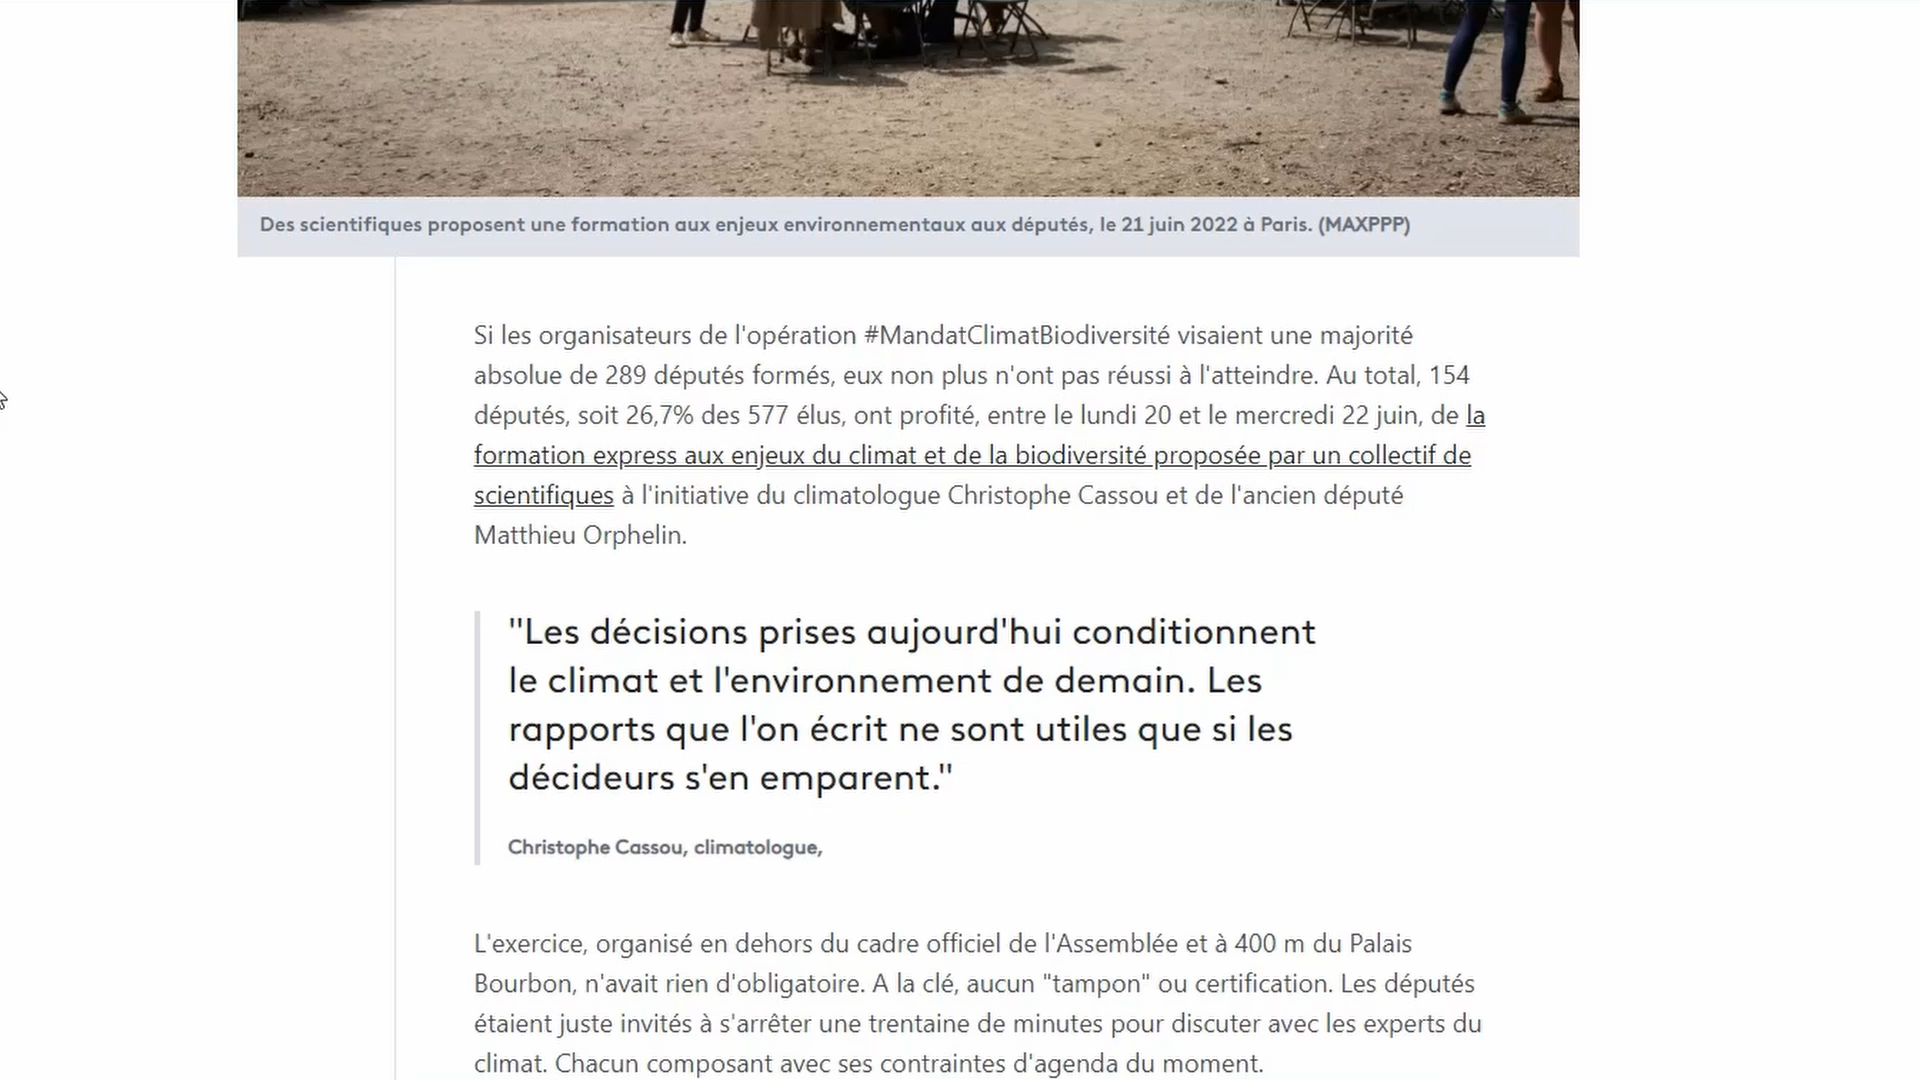 Des scientifiques proposent une formation aux enjeux environnementaux aux députés, le 21 juin 2022 à Paris. (MAXPPP)
Si les organisateurs de l'opération #MandatClimatBiodiversité visaient une majorité
absolue de 289 députés formés, eux non plus n'ont pas réussi à l'atteindre. Au total, 154
députés, soit 26,7% des 577 élus, ont profité, entre le lundi 20 et le mercredi 22 juin, de la
formation express aux enjeux du climat et de la biodiversité proposée par un collectif de
scientifiques à l'initiative du climatologue Christophe Cassou et de l'ancien député
Matthieu Orphelin.
"Les décisions prises aujourd'hui conditionnent
le climat et l'environnement de demain. Les
rapports que l'on écrit ne sont utiles que si les
décideurs s'en emparent."
Christophe Cassou, climatologue,
L'exercice, organisé en dehors du cadre officiel de l'Assemblée et à 400 m du Palais
Bourbon, n'avait rien d'obligatoire. A la clé, aucun "tampon" ou certification. Les députés
étaient juste invités à s'arrêter une trentaine de minutes pour discuter avec les experts du
climat. Chacun composant avec ses contraintes d'agenda du moment.